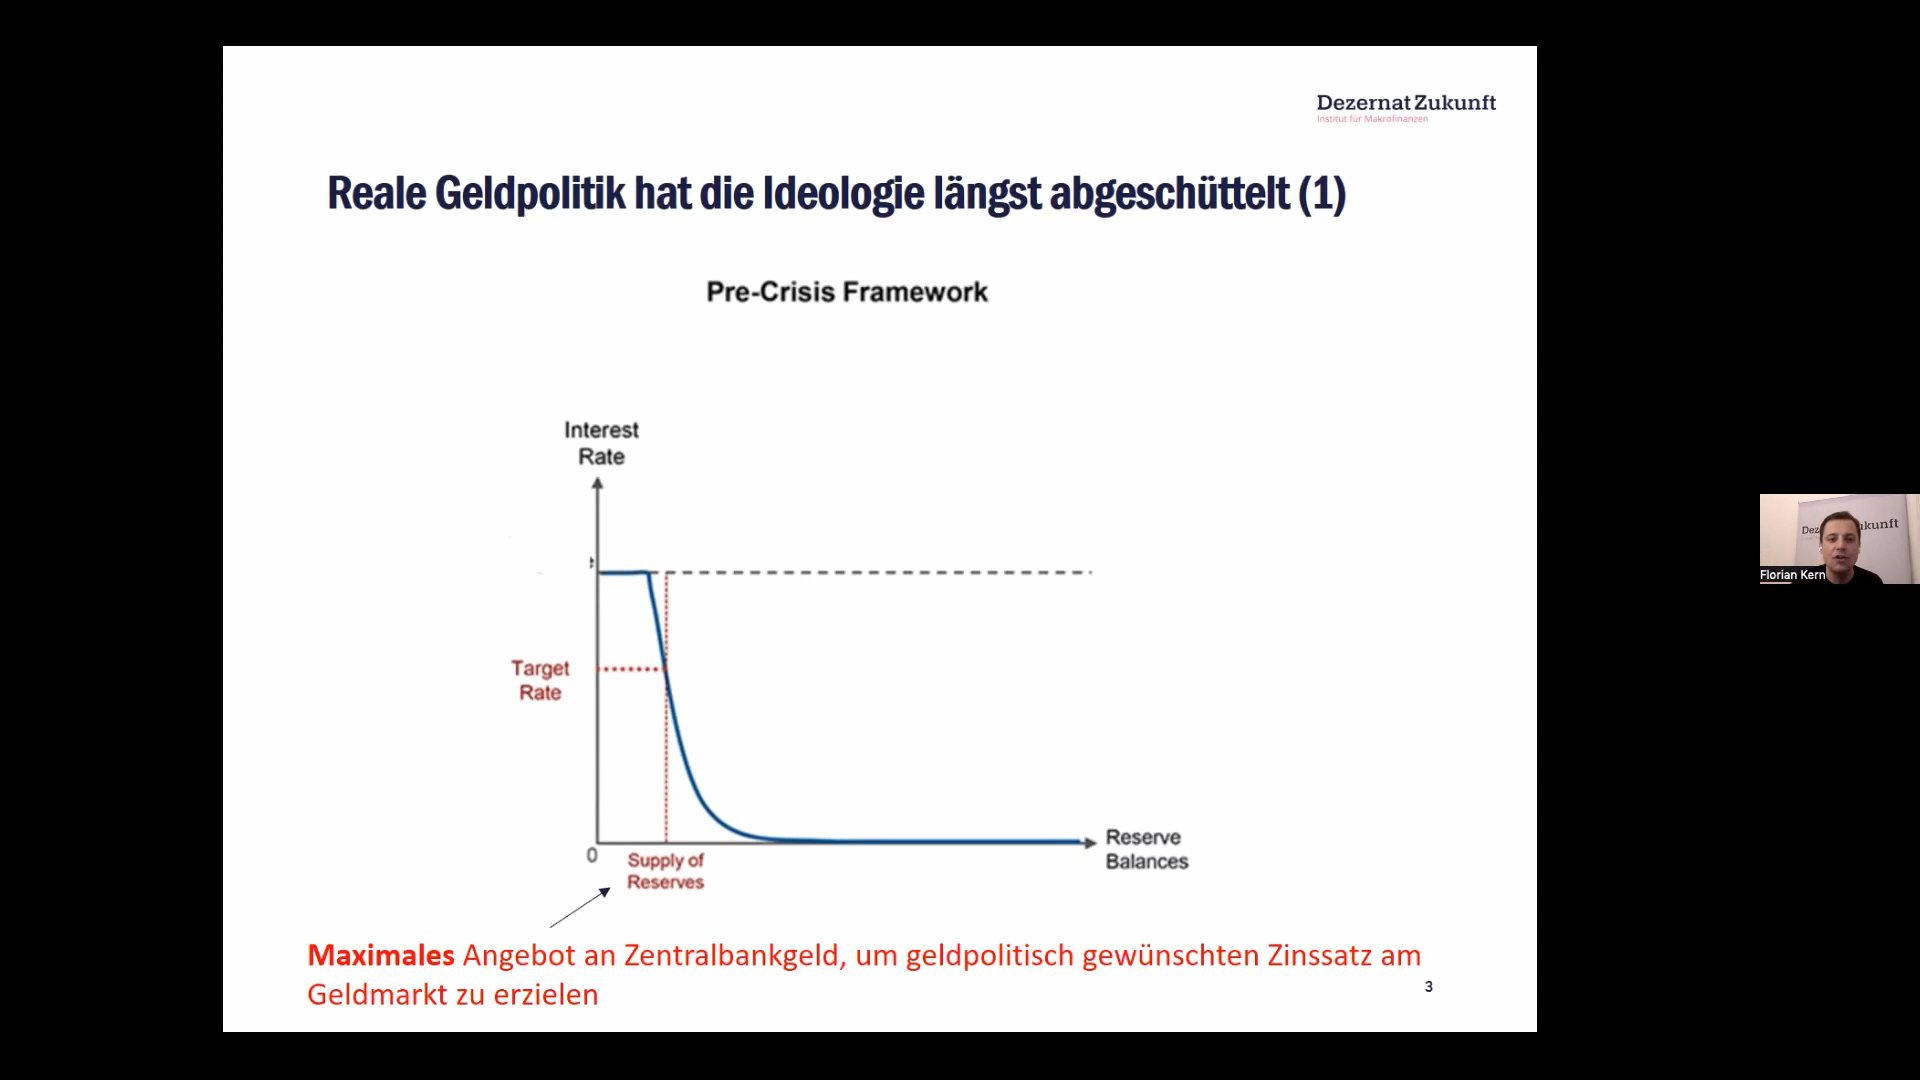 Dezernat Zukunft
Institut für Makrofinanzen
Reale Geldpolitik hat die Ideologie längst abgeschüttelt (1)
Pre-Crisis Framework
Interest
Rate
Target
Rate
0
Supply of
Reserves
Reserve
Balances
Maximales Angebot an Zentralbankgeld, um geldpolitisch gewünschten Zinssatz am
Geldmarkt zu erzielen
3
Dez ukunft
Florian Kern